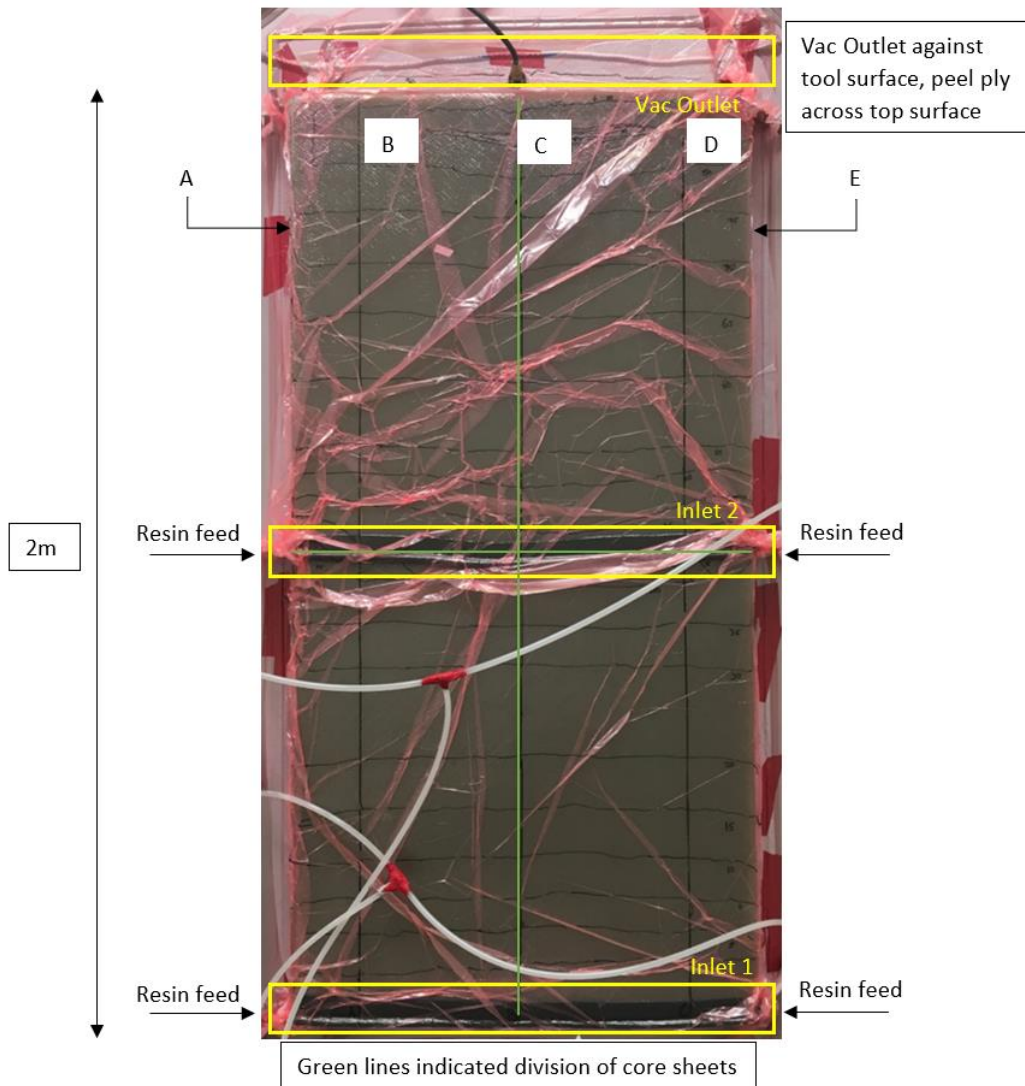 Vac Outlet against
tool surface, peel ply
across top surface
Vac Outlet
B
C
D
A
E
60
Inlet 2
Resin feed
Resin feed
2m
Inlet 1
Resin feed
Resin feed
Green lines indicated division of core sheets